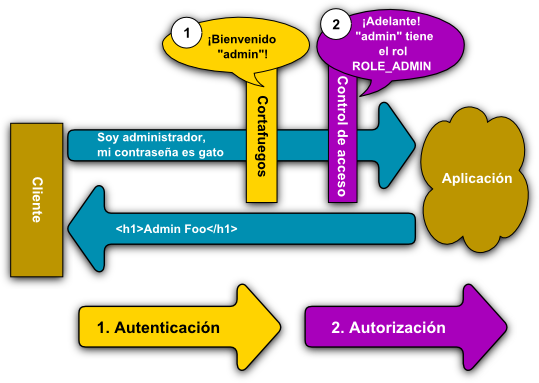 1
¡Bienvenido
"admin"!
2
¡Adelante!
"admin" tiene
el rol
ROLE_ADMIN
Cortafuegos
Control de acceso
Soy administrador,
mi contraseña es gato
Cliente
Aplicación
<h1>Admin Foo</h1>
1. Autenticación
2. Autorización